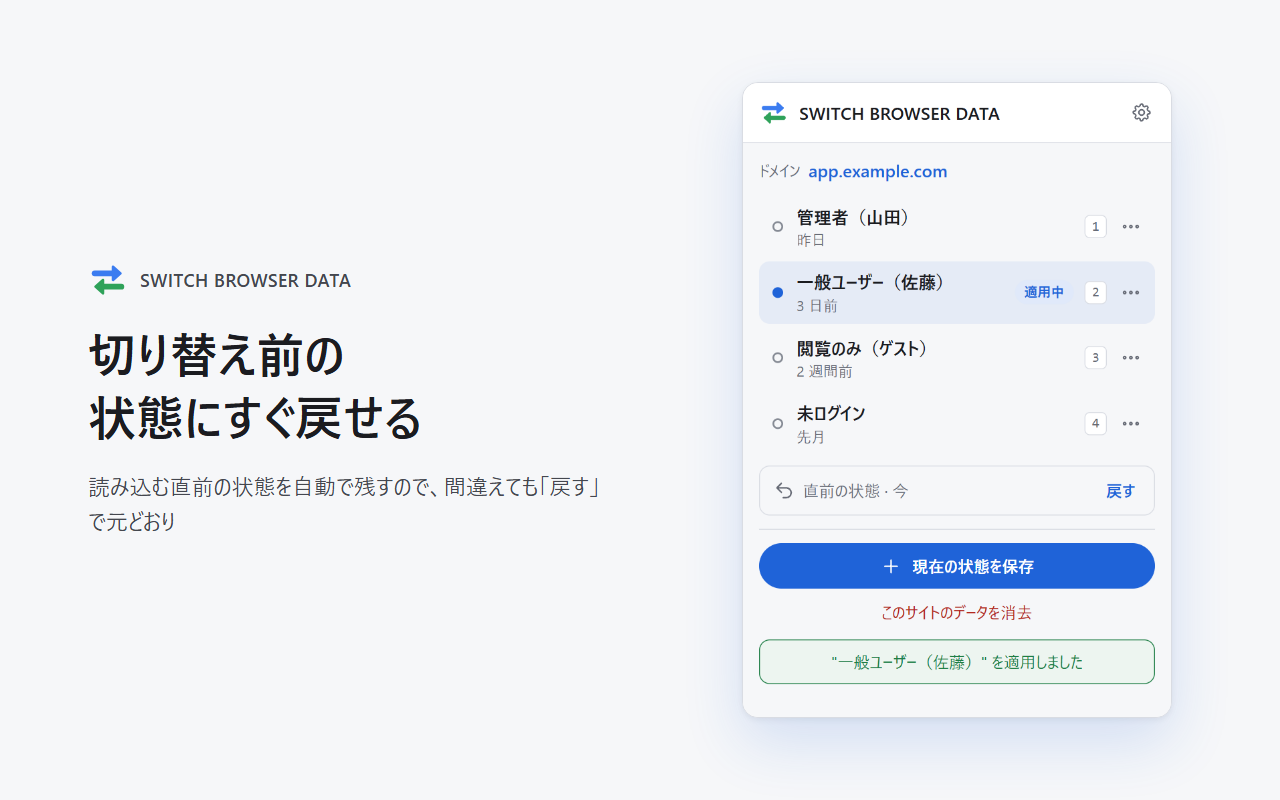 SWITCH BROWSER DATA
切り替え前の
状態にすぐ戻せる
読み込む直前の状態を自動で残すので、間違えても「戻す」
で元どおり
SWITCH BROWSER DATA
ドメイン app.example.com
管理者（山田）
昨日
1
一般ユーザー（佐藤）
3 日前
適用中
2
閲覧のみ（ゲスト）
2 週間前
3
未ログイン
先月
4
直前の状態 · 今
戻す
現在の状態を保存
このサイトのデータを消去
"一般ユーザー（佐藤）" を適用しました